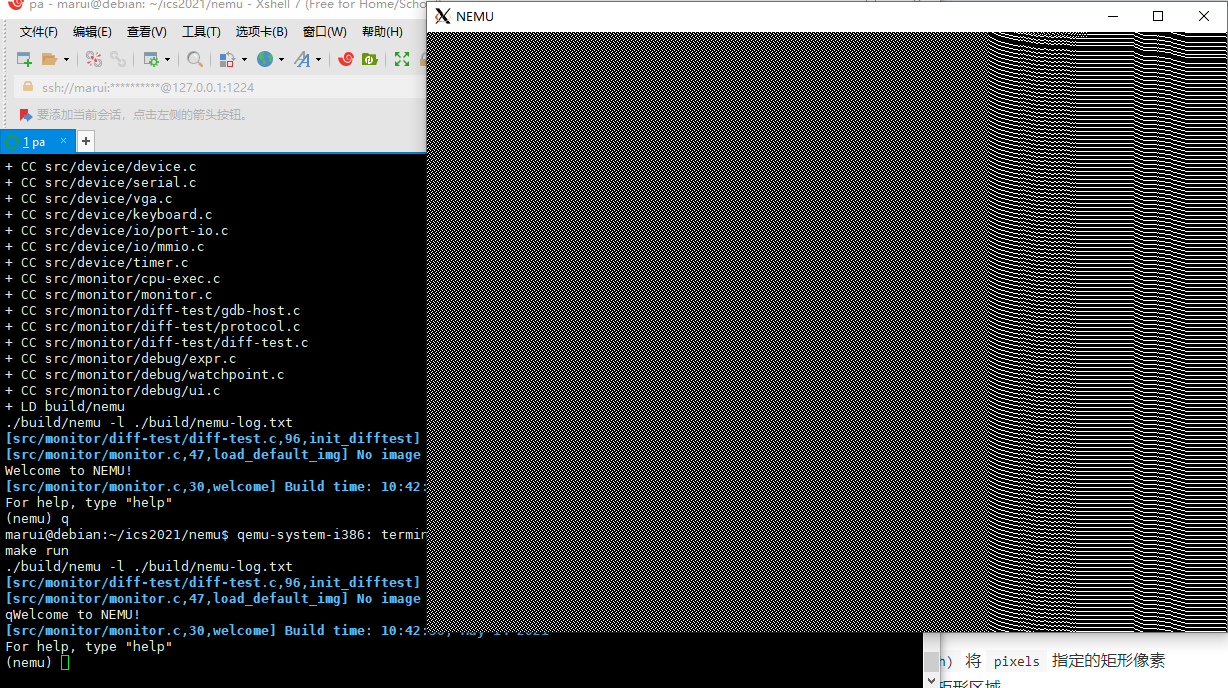 pa - marui@debian: ~/ics2021/nemu - Xshell 7 (Free for Home/Scho
NEMU
文件(F) 编辑(E) 查看(V) 工具(T) 选项卡(B) 窗口(W) 帮助(H)
ssh://marui:**********@127.0.0.1:1224
要添加当前会话，点击左侧的箭头按钮。
1 pa × +
+ CC src/device/device.c
+ CC src/device/serial.c
+ CC src/device/vga.c
+ CC src/device/keyboard.c
+ CC src/device/io/port-io.c
+ CC src/device/io/mmio.c
+ CC src/device/timer.c
+ CC src/monitor/cpu-exec.c
+ CC src/monitor/monitor.c
+ CC src/monitor/diff-test/gdb-host.c
+ CC src/monitor/diff-test/protocol.c
+ CC src/monitor/diff-test/diff-test.c
+ CC src/monitor/debug/expr.c
+ CC src/monitor/debug/watchpoint.c
+ CC src/monitor/debug/ui.c
+ LD build/nemu
./build/nemu -l ./build/nemu-log.txt
[src/monitor/diff-test/diff-test.c,96,init_difftest]
[src/monitor/monitor.c,47,load_default_img] No image
Welcome to NEMU!
[src/monitor/monitor.c,30,welcome] Build time: 10:42:
For help, type "help"
(nemu) q
marui@debian:~/ics2021/nemu$ qemu-system-i386: termin
make run
./build/nemu -l ./build/nemu-log.txt
[src/monitor/diff-test/diff-test.c,96,init_difftest]
[src/monitor/monitor.c,47,load_default_img] No image
qWelcome to NEMU!
[src/monitor/monitor.c,30,welcome] Build time: 10:42:
For help, type "help"
(nemu)
h) 将 pixels 指定的矩形像素
矩形区域